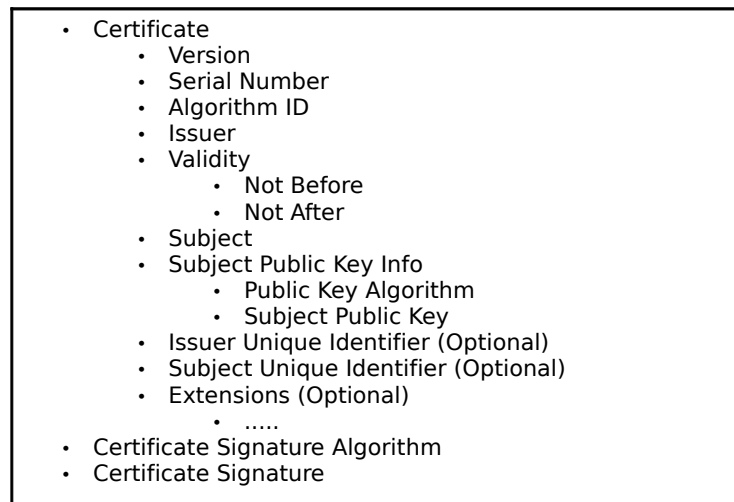 • Certificate
• Version
• Serial Number
• Algorithm ID
• Issuer
• Validity
• Not Before
• Not After
• Subject
• Subject Public Key Info
• Public Key Algorithm
• Subject Public Key
• Issuer Unique Identifier (Optional)
• Subject Unique Identifier (Optional)
• Extensions (Optional)
• .....
• Certificate Signature Algorithm
• Certificate Signature